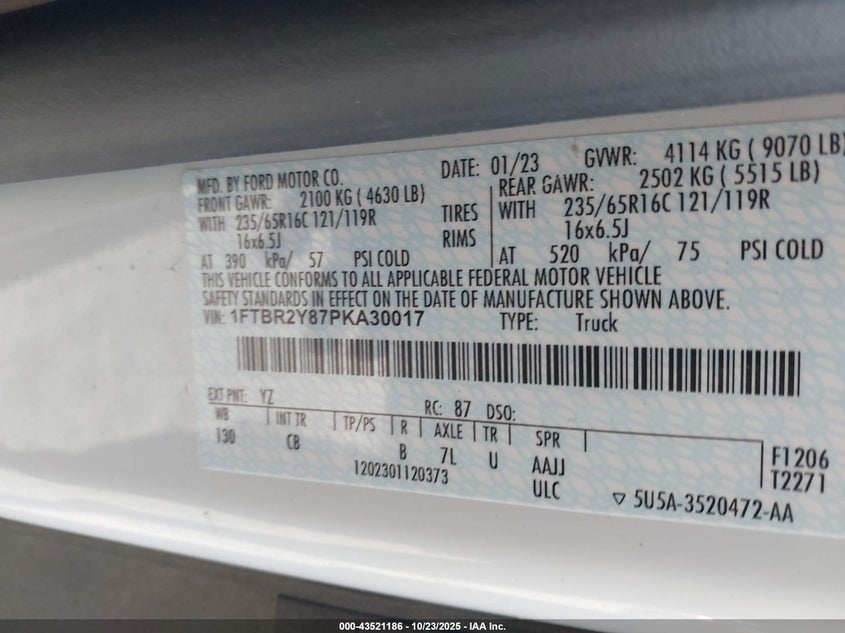 MFD. BY FORD MOTOR CO.
DATE: 01/23
GVWR: 4114 KG ( 9070 LB)
FRONT GAWR: 2100 KG ( 4630 LB)
REAR GAWR: 2502 KG ( 5515 LB)
WITH 235/65R16C 121/119R
TIRES
WITH 235/65R16C 121/119R
16x6.5J
RIMS
16x6.5J
AT 390 kPa/ 57 PSI COLD
AT 520 kPa/ 75 PSI COLD
THIS VEHICLE CONFORMS TO ALL APPLICABLE FEDERAL MOTOR VEHICLE
SAFETY STANDARDS IN EFFECT ON THE DATE OF MANUFACTURE SHOWN ABOVE.
VIN: 1FTBR2Y87PKA30017
TYPE: Truck
EXT PNT: YZ
RC: 87 DSO:
WB INT TR TP/PS R AXLE TR SPR
130 CB B 7L U AAJJ
1202301120373
ULC
F1206
T2271
▽ 5U5A-3520472-AA
000-43521186 - 10/23/2025 - IAA Inc.